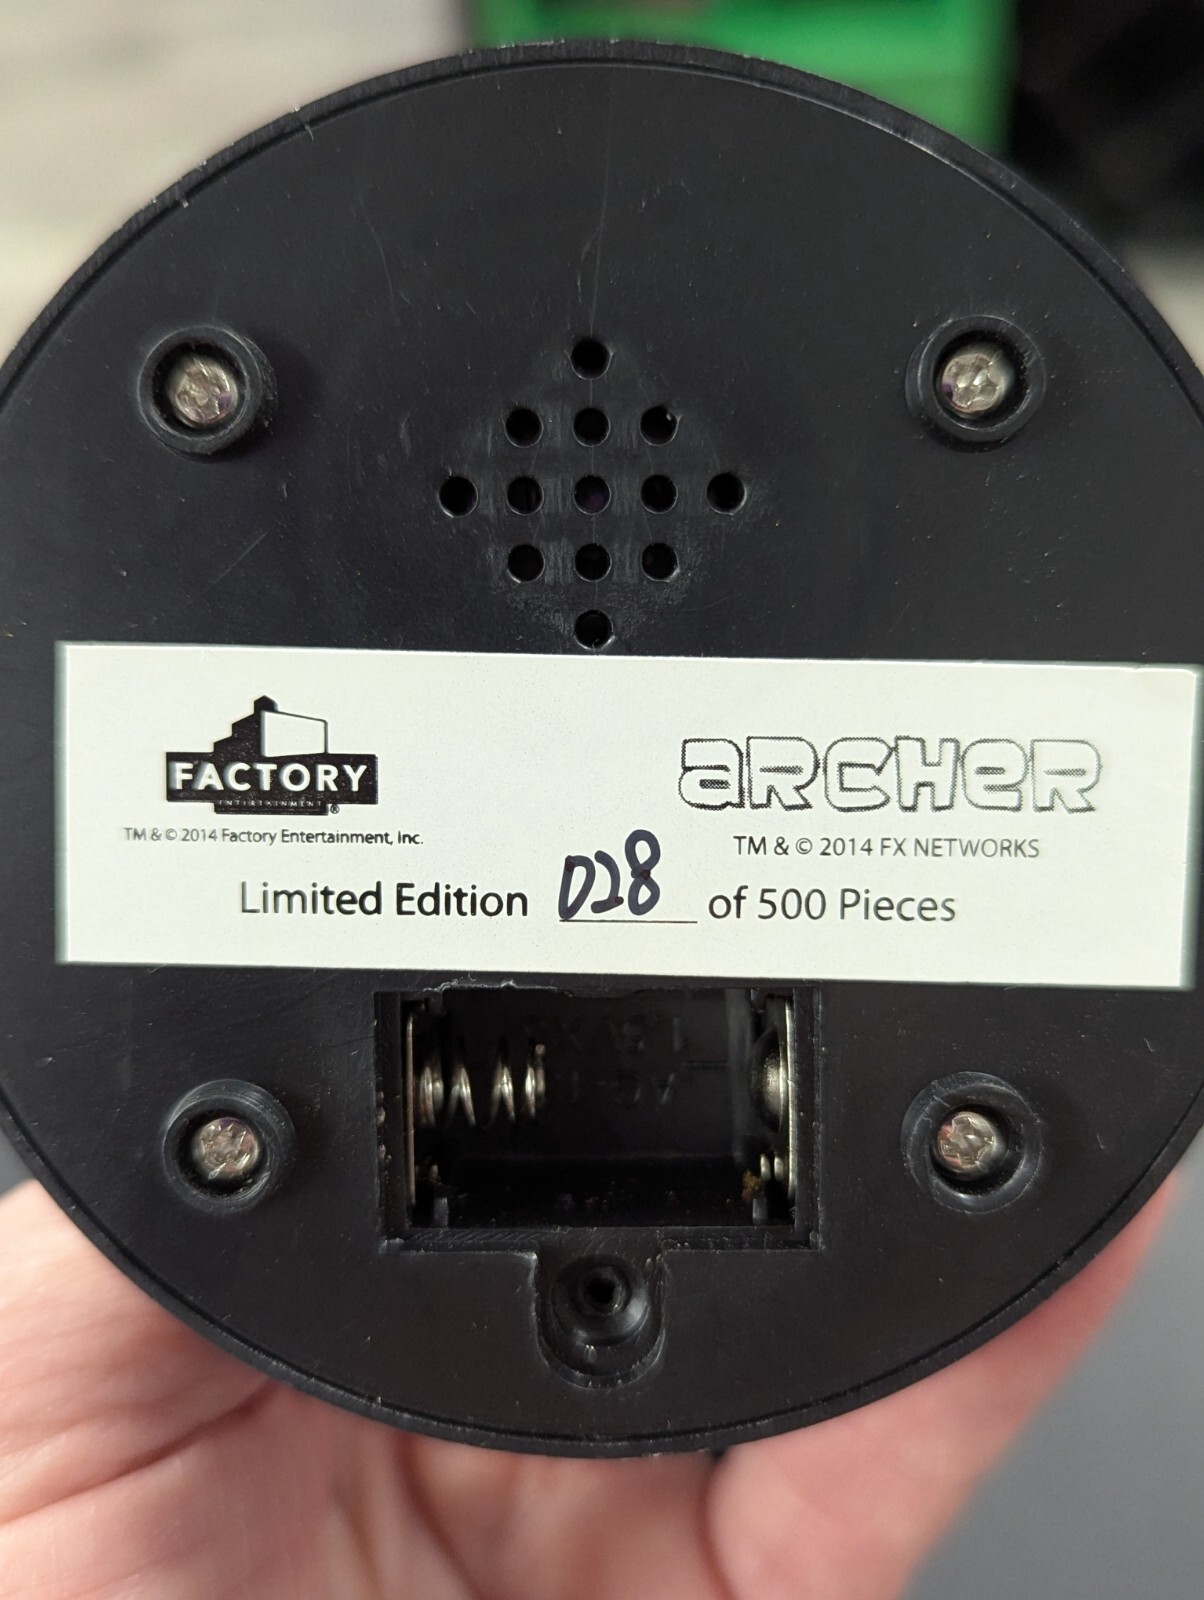 FACTORY
ENTERTAINMENT ®
TM & © 2014 Factory Entertainment, Inc.
ARCHER
TM & © 2014 FX NETWORKS
Limited Edition 028 of 500 Pieces